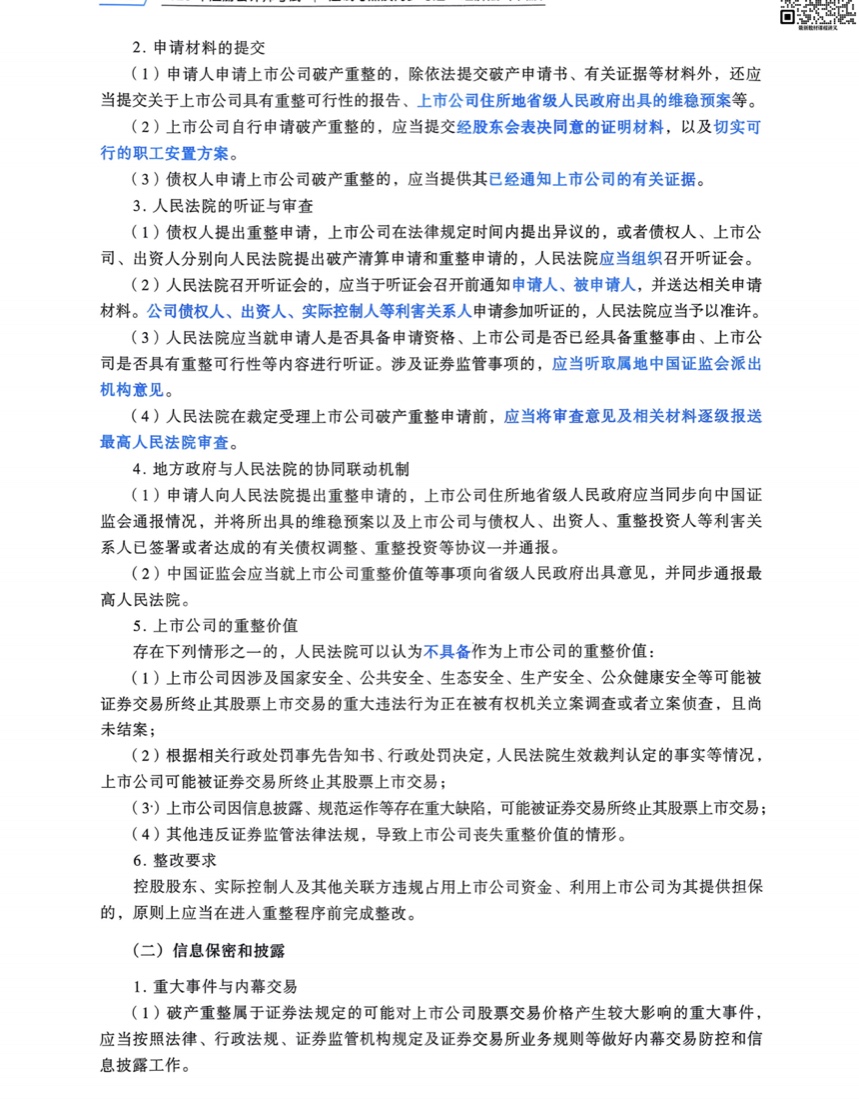 2. 申请材料的提交
（1）申请人申请上市公司破产重整的，除依法提交破产申请书、有关证据等材料外，还应
当提交关于上市公司具有重整可行性的报告、上市公司住所地省级人民政府出具的维稳预案等。
（2）上市公司自行申请破产重整的，应当提交经股东会表决同意的证明材料，以及切实可
行的职工安置方案。
（3）债权人申请上市公司破产重整的，应当提供其已经通知上市公司的有关证据。
3. 人民法院的听证与审查
（1）债权人提出重整申请，上市公司在法律规定时间内提出异议的，或者债权人、上市公
司、出资人分别向人民法院提出破产清算申请和重整申请的，人民法院应当组织召开听证会。
（2）人民法院召开听证会的，应当于听证会召开前通知申请人、被申请人，并送达相关申请
材料。公司债权人、出资人、实际控制人等利害关系人申请参加听证的，人民法院应当予以准许。
（3）人民法院应当就申请人是否具备申请资格、上市公司是否已经具备重整事由、上市公
司是否具有重整可行性等内容进行听证。涉及证券监管事项的，应当听取属地中国证监会派出
机构意见。
（4）人民法院在裁定受理上市公司破产重整申请前，应当将审查意见及相关材料逐级报送
最高人民法院审查。
4. 地方政府与人民法院的协同联动机制
（1）申请人向人民法院提出重整申请的，上市公司住所地省级人民政府应当同步向中国证
监会通报情况，并将所出具的维稳预案以及上市公司与债权人、出资人、重整投资人等利害关
系人已签署或者达成的有关债权调整、重整投资等协议一并通报。
（2）中国证监会应当就上市公司重整价值等事项向省级人民政府出具意见，并同步通报最
高人民法院。
5. 上市公司的重整价值
存在下列情形之一的，人民法院可以认为不具备作为上市公司的重整价值：
（1）上市公司因涉及国家安全、公共安全、生态安全、生产安全、公众健康安全等可能被
证券交易所终止其股票上市交易的重大违法行为正在被有权机关立案调查或者立案侦查，且尚
未结案；
（2）根据相关行政处罚事先告知书、行政处罚决定，人民法院生效裁判认定的事实等情况，
上市公司可能被证券交易所终止其股票上市交易；
（3）上市公司因信息披露、规范运作等存在重大缺陷，可能被证券交易所终止其股票上市交易；
（4）其他违反证券监管法律法规，导致上市公司丧失重整价值的情形。
6. 整改要求
控股股东、实际控制人及其他关联方违规占用上市公司资金、利用上市公司为其提供担保
的，原则上应当在进入重整程序前完成整改。
（二）信息保密和披露
1. 重大事件与内幕交易
（1）破产重整属于证券法规定的可能对上市公司股票交易价格产生较大影响的重大事件，
应当按照法律、行政法规、证券监管机构规定及证券交易所业务规则等做好内幕交易防控和信
息披露工作。